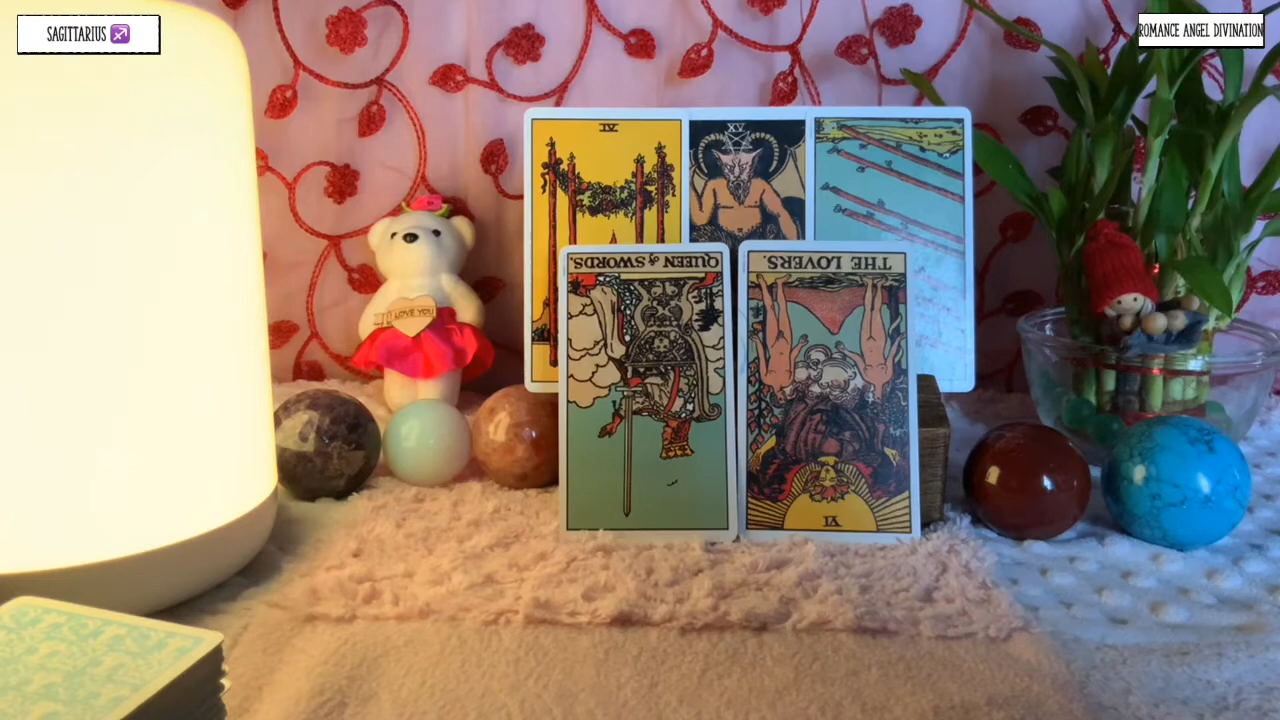 SAGITTARIUS ♐
ROMANCE ANGEL DIVINATION
IV
XV
QUEEN of SWORDS.
THE LOVERS.
I LOVE YOU
VI